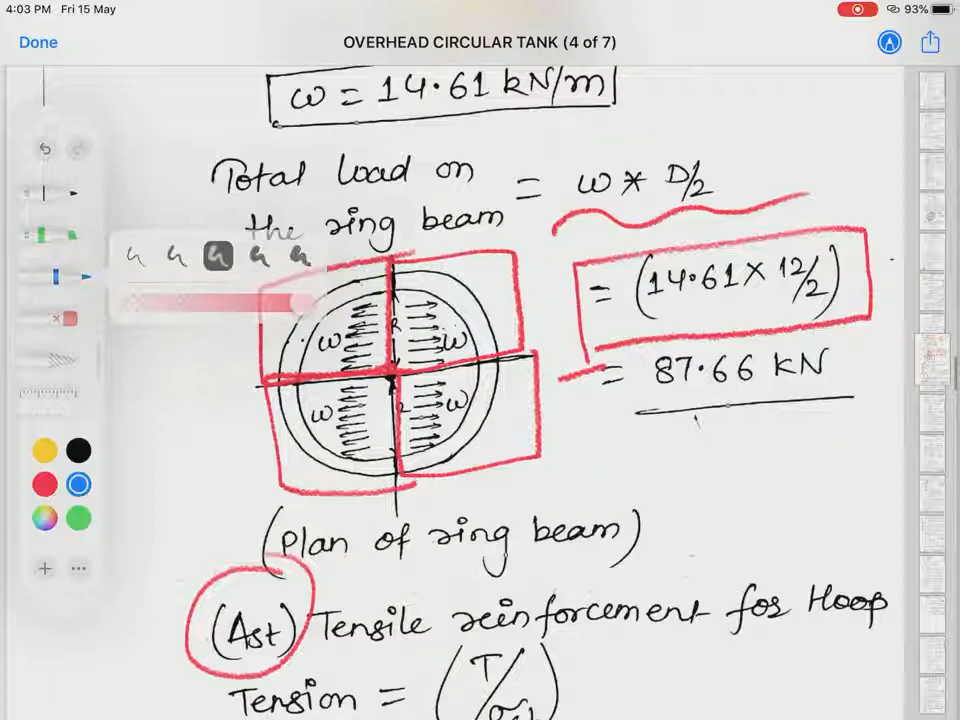 4:03 PM Fri 15 May
93%
Done
OVERHEAD CIRCULAR TANK (4 of 7)
ω = 14.61 kN/m
Total load on
the ring beam = ω * D/2
= (14.61 × 12/2)
= 87.66 KN
R
ω ω
ω ω
(Plan of ring beam)
(Ast) Tensile reinforcement for Hoop
Tension = (T/